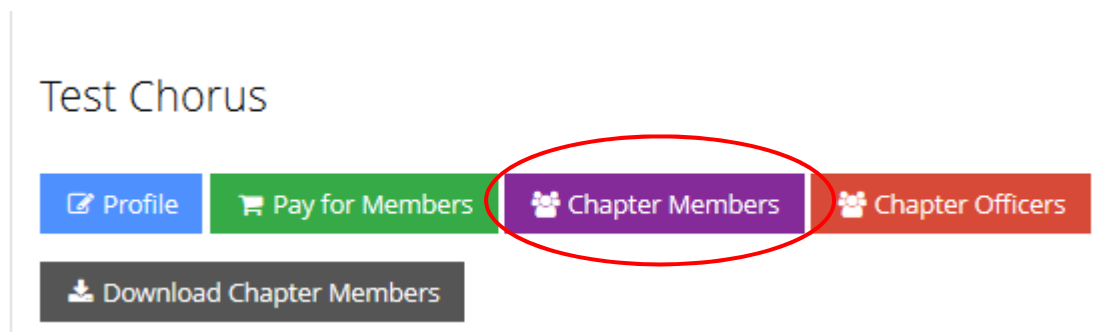 Test Chorus
Profile Pay for Members Chapter Members Chapter Officers
Download Chapter Members